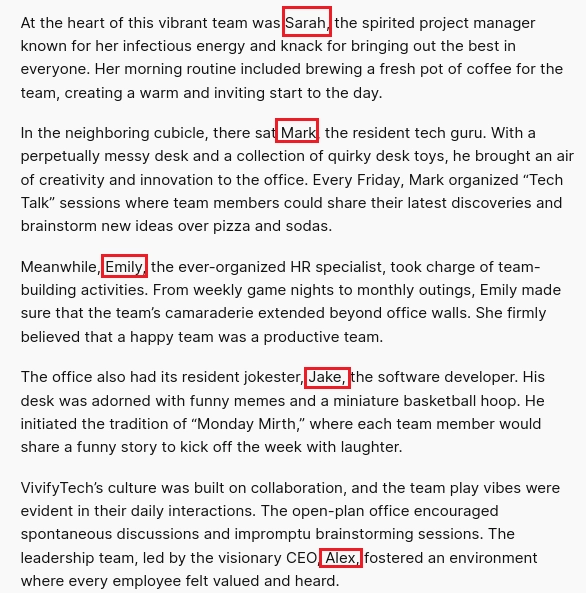 At the heart of this vibrant team was Sarah, the spirited project manager
known for her infectious energy and knack for bringing out the best in
everyone. Her morning routine included brewing a fresh pot of coffee for the
team, creating a warm and inviting start to the day.
In the neighboring cubicle, there sat Mark, the resident tech guru. With a
perpetually messy desk and a collection of quirky desk toys, he brought an air
of creativity and innovation to the office. Every Friday, Mark organized “Tech
Talk” sessions where team members could share their latest discoveries and
brainstorm new ideas over pizza and sodas.
Meanwhile, Emily, the ever-organized HR specialist, took charge of team-
building activities. From weekly game nights to monthly outings, Emily made
sure that the team’s camaraderie extended beyond office walls. She firmly
believed that a happy team was a productive team.
The office also had its resident jokester, Jake, the software developer. His
desk was adorned with funny memes and a miniature basketball hoop. He
initiated the tradition of “Monday Mirth,” where each team member would
share a funny story to kick off the week with laughter.
VivifyTech’s culture was built on collaboration, and the team play vibes were
evident in their daily interactions. The open-plan office encouraged
spontaneous discussions and impromptu brainstorming sessions. The
leadership team, led by the visionary CEO, Alex, fostered an environment
where every employee felt valued and heard.